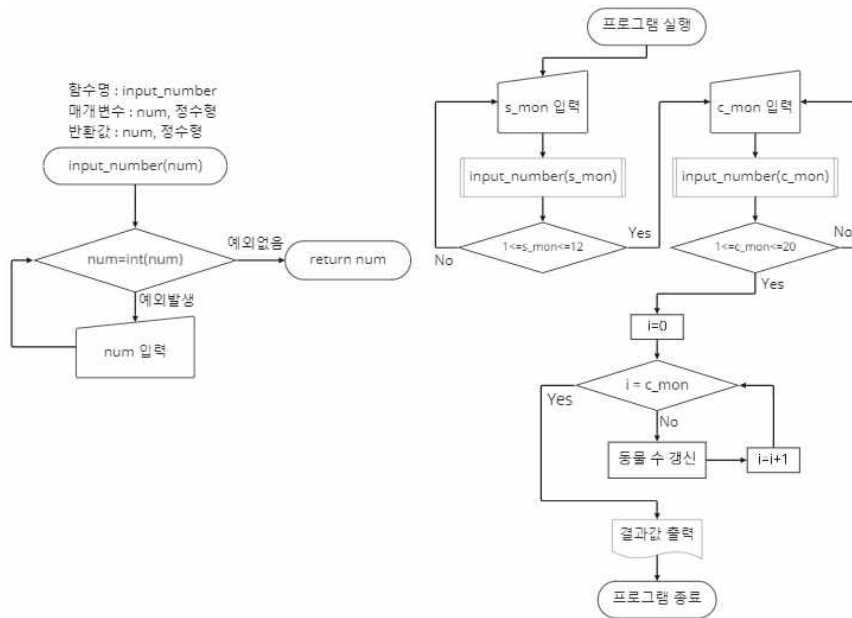 함수명 : input_number
매개변수 : num, 정수형
반환값 : num, 정수형
input_number(num)
num=int(num)
예외없음
return num
예외발생
num 입력
프로그램 실행
s_mon 입력
input_number(s_mon)
1<=s_mon<=12
No
Yes
c_mon 입력
input_number(c_mon)
1<=c_mon<=20
No
Yes
i=0
i = c_mon
Yes
No
동물 수 갱신
i=i+1
결과값 출력
프로그램 종료